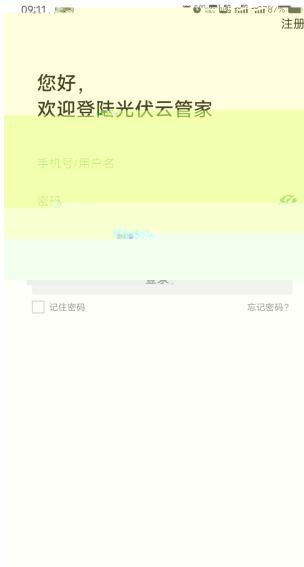 09:11
87%
注册
您好，
欢迎登陆光伏云管家
手机号/用户名
密码
登录
记住密码
忘记密码?